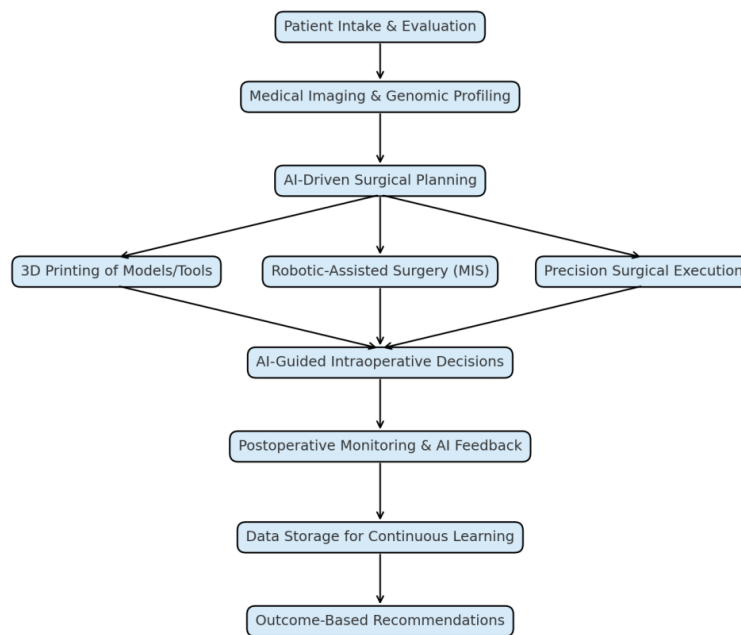 Patient Intake & Evaluation
Medical Imaging & Genomic Profiling
AI-Driven Surgical Planning
3D Printing of Models/Tools
Robotic-Assisted Surgery (MIS)
Precision Surgical Execution
AI-Guided Intraoperative Decisions
Postoperative Monitoring & AI Feedback
Data Storage for Continuous Learning
Outcome-Based Recommendations